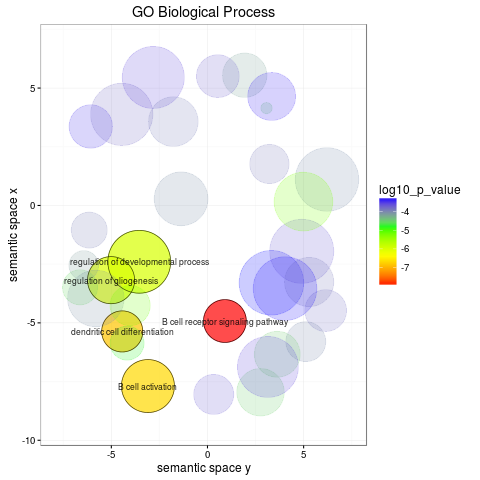 GO Biological Process
semantic space x
5
0
-5
-10
regulation of developmental process
regulation of gliogenesis
B cell receptor signaling pathway
dendritic cell differentiation
B cell activation
-5
0
5
semantic space y
log10_p_value
-4
-5
-6
-7